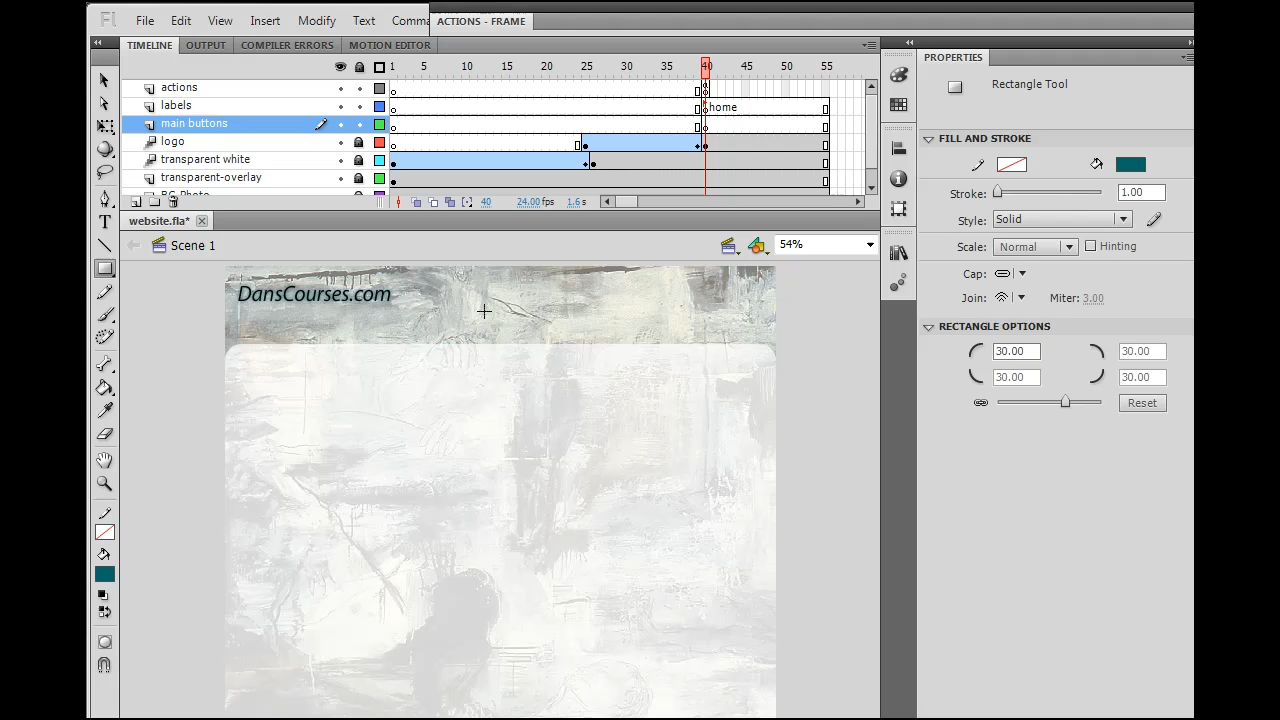 Fl File Edit View Insert Modify Text Comma ACTIONS - FRAME
TIMELINE OUTPUT COMPILER ERRORS MOTION EDITOR
PROPERTIES
1 5 10 15 20 25 30 35 40 45 50 55
Rectangle Tool
actions
labels home
main buttons
logo
transparent white
transparent-overlay
BG Photo
40 24.00 fps 1.6 s
FILL AND STROKE
Stroke: 1.00
Style: Solid
Scale: Normal Hinting
Cap:
Join: Miter: 3.00
RECTANGLE OPTIONS
30.00 30.00
30.00 30.00
Reset
website.fla*
Scene 1 54%
DansCourses.com